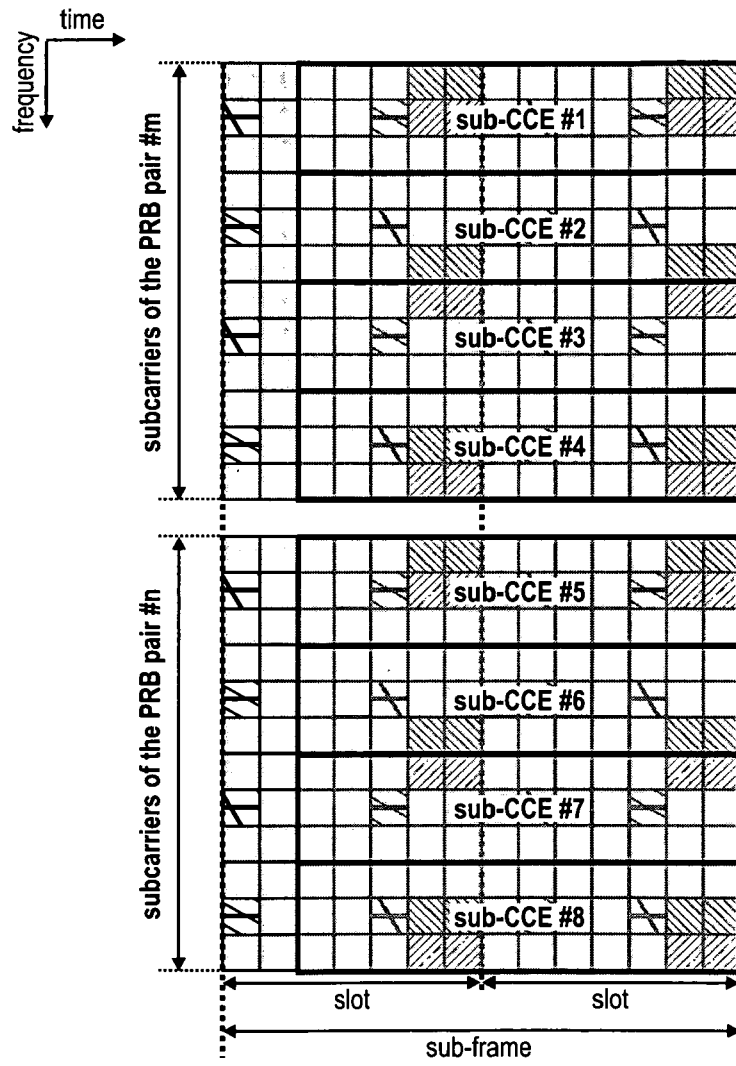 time
frequency
subcarriers of the PRB pair #m
sub-CCE #1
sub-CCE #2
sub-CCE #3
sub-CCE #4
subcarriers of the PRB pair #n
sub-CCE #5
sub-CCE #6
sub-CCE #7
sub-CCE #8
slot
slot
sub-frame